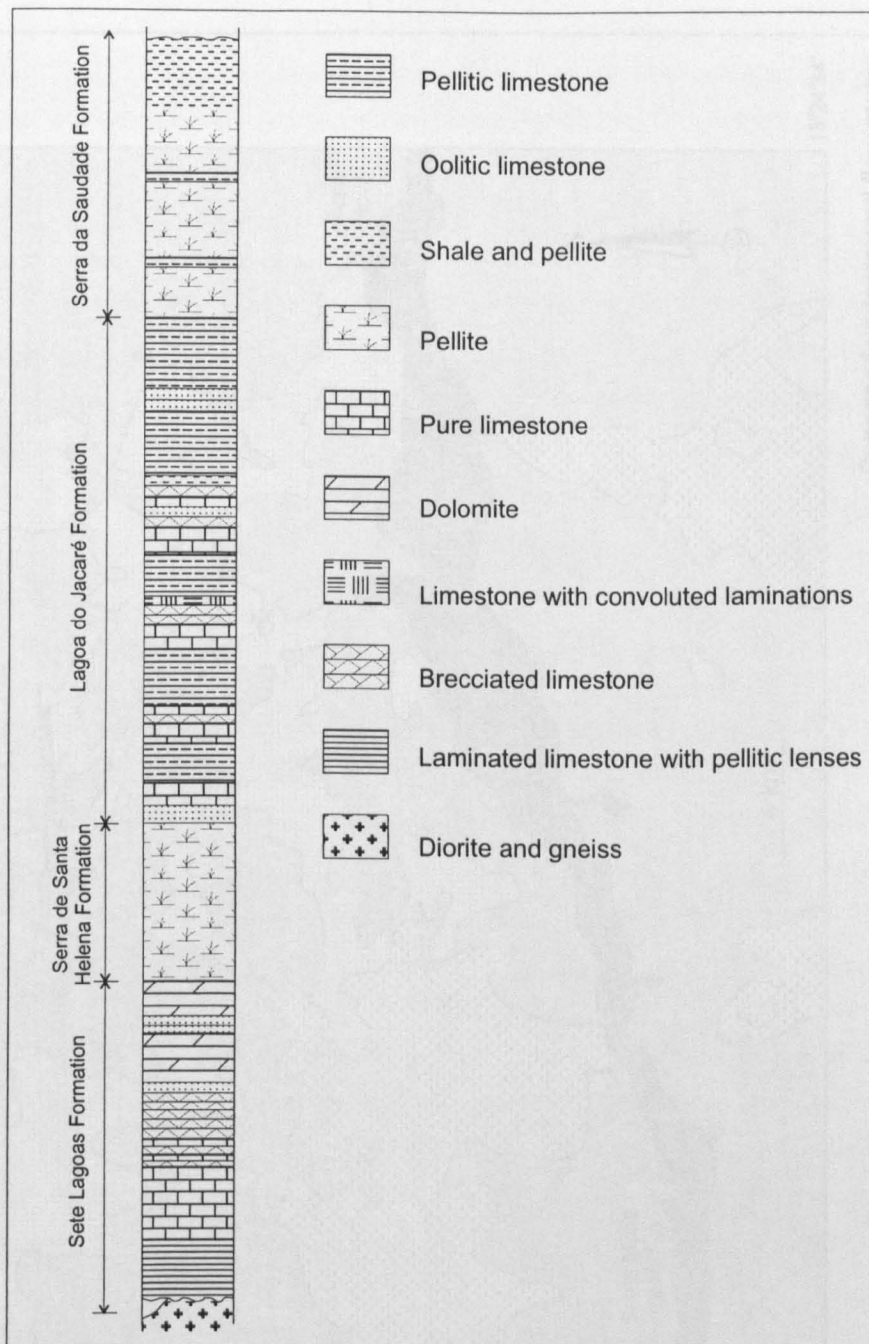 Serra da Saudade Formation
Lagoa do Jacaré Formation
Serra de Santa
Helena Formation
Sete Lagoas Formation
Pellitic limestone
Oolitic limestone
Shale and pellite
Pellite
Pure limestone
Dolomite
Limestone with convoluted laminations
Brecciated limestone
Laminated limestone with pellitic lenses
Diorite and gneiss